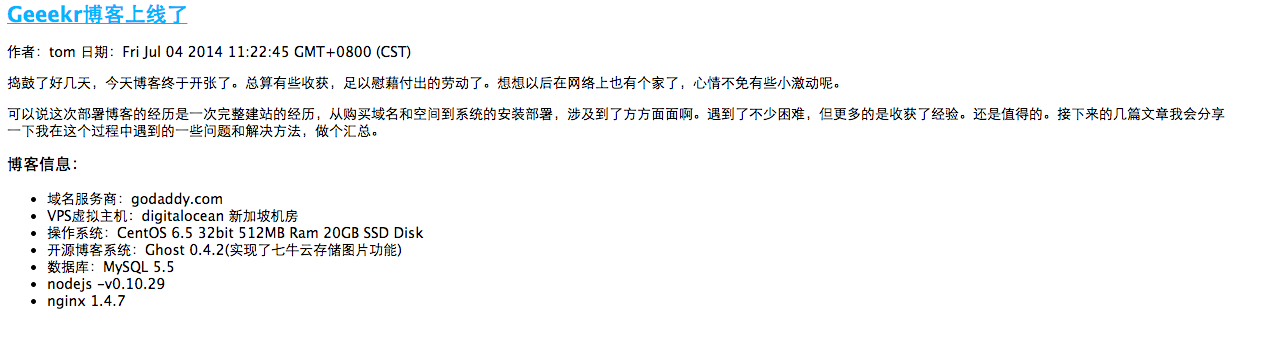 Geeekr博客上线了
作者：tom 日期：Fri Jul 04 2014 11:22:45 GMT+0800 (CST)
捣鼓了好几天，今天博客终于开张了。总算有些收获，足以慰藉付出的劳动了。想想以后在网络上也有个家了，心情不免有些小激动呢。
可以说这次部署博客的经历是一次完整建站的经历，从购买域名和空间到系统的安装部署，涉及到了方方面面啊。遇到了不少困难，但更多的是收获了经验。还是值得的。接下来的几篇文章我会分享
一下我在这个过程中遇到的一些问题和解决方法，做个汇总。
博客信息：
• 域名服务商：godaddy.com
• VPS虚拟主机：digitalocean 新加坡机房
• 操作系统：CentOS 6.5 32bit 512MB Ram 20GB SSD Disk
• 开源博客系统：Ghost 0.4.2(实现了七牛云存储图片功能)
• 数据库：MySQL 5.5
• nodejs -v0.10.29
• nginx 1.4.7